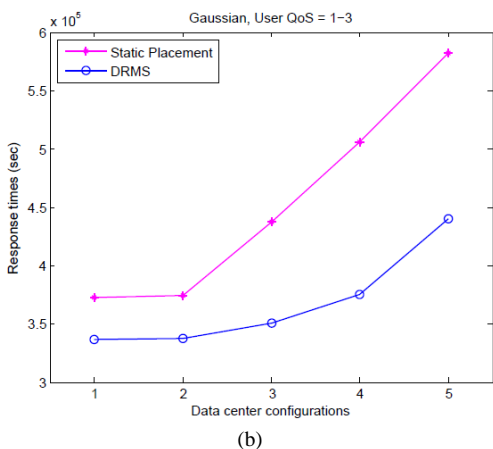 Gaussian, User QoS = 1−3
x 10^5
6
Static Placement
DRMS
5.5
5
4.5
4
3.5
3
Response times (sec)
1 2 3 4 5
Data center configurations
(b)